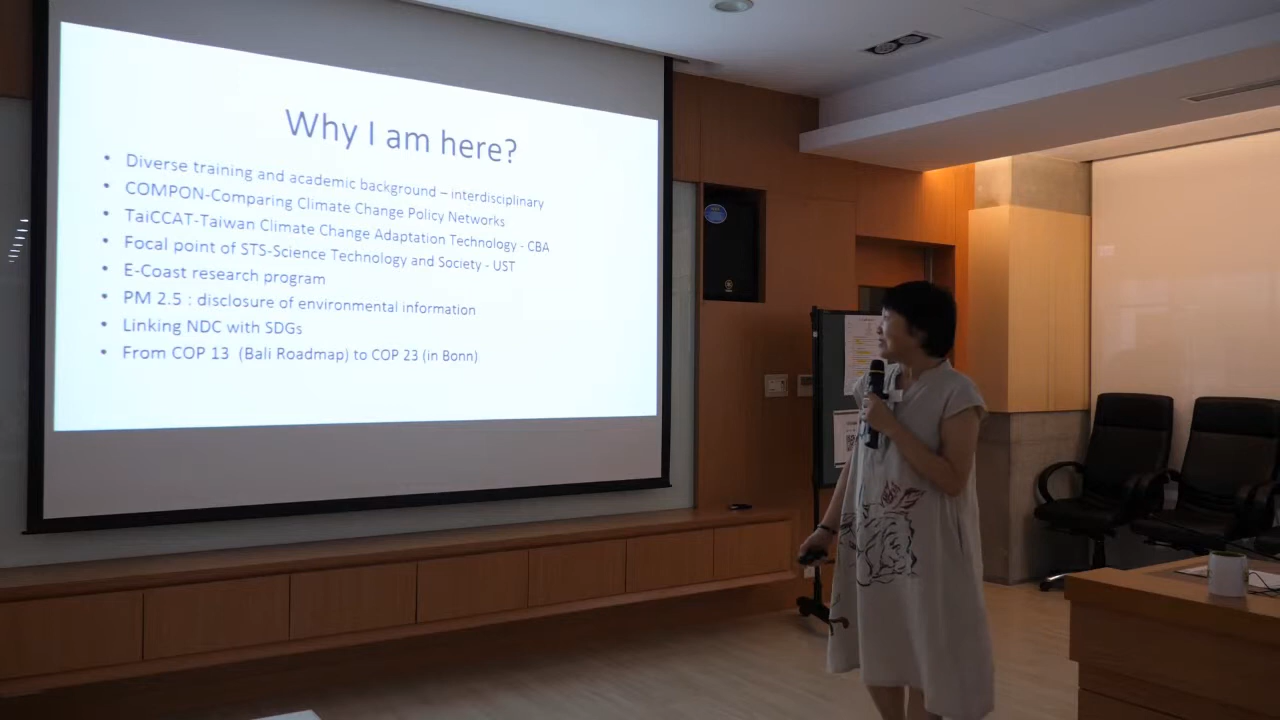 Why I am here?
• Diverse training and academic background – interdisciplinary
• COMPON-Comparing Climate Change Policy Networks
• TaiCCAT-Taiwan Climate Change Adaptation Technology - CBA
• Focal point of STS-Science Technology and Society - UST
• E-Coast research program
• PM 2.5 : disclosure of environmental information
• Linking NDC with SDGs
• From COP 13 (Bali Roadmap) to COP 23 (in Bonn)